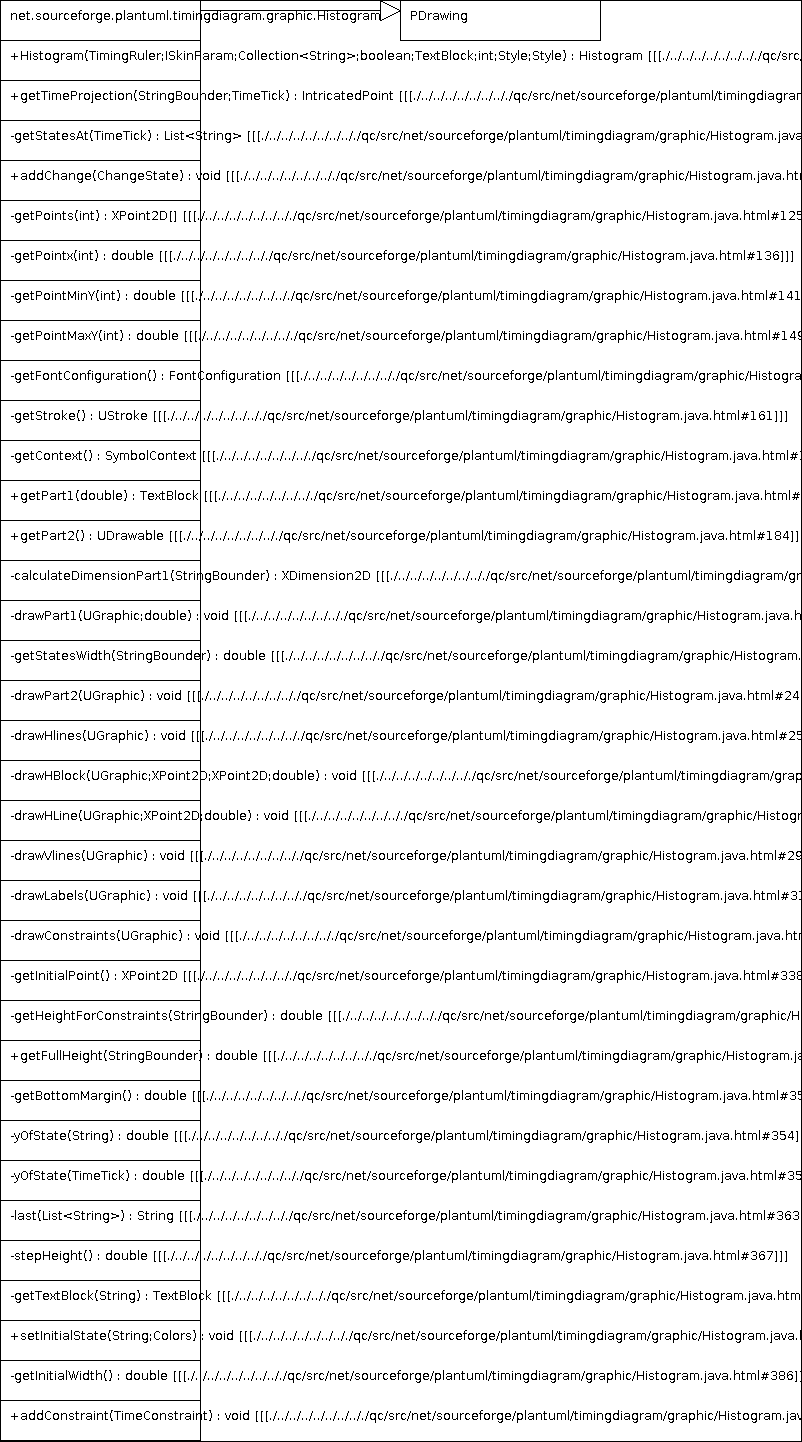 net.sourceforge.plantuml.timingdiagram.graphic.Histogram
PDrawing
+Histogram(TimingRuler;ISkinParam;Collection<String>;boolean;TextBlock;int;Style;Style) : Histogram [[[./../../../../../../../../qc/src/
+getTimeProjection(StringBounder;TimeTick) : IntricatedPoint [[[./../../../../../../../../qc/src/net/sourceforge/plantuml/timingdiagram
-getStatesAt(TimeTick) : List<String> [[[./../../../../../../../../qc/src/net/sourceforge/plantuml/timingdiagram/graphic/Histogram.java
+addChange(ChangeState) : void [[[./../../../../../../../../qc/src/net/sourceforge/plantuml/timingdiagram/graphic/Histogram.java.ht
-getPoints(int) : XPoint2D[] [[[./../../../../../../../../qc/src/net/sourceforge/plantuml/timingdiagram/graphic/Histogram.java.html#125
-getPointx(int) : double [[[./../../../../../../../../qc/src/net/sourceforge/plantuml/timingdiagram/graphic/Histogram.java.html#136]]]
-getPointMinY(int) : double [[[./../../../../../../../../qc/src/net/sourceforge/plantuml/timingdiagram/graphic/Histogram.java.html#141
-getPointMaxY(int) : double [[[./../../../../../../../../qc/src/net/sourceforge/plantuml/timingdiagram/graphic/Histogram.java.html#149
-getFontConfiguration() : FontConfiguration [[[./../../../../../../../../qc/src/net/sourceforge/plantuml/timingdiagram/graphic/Histogra
-getStroke() : UStroke [[[./../../../../../../../../qc/src/net/sourceforge/plantuml/timingdiagram/graphic/Histogram.java.html#161]]]
-getContext() : SymbolContext [[[./../../../../../../../../qc/src/net/sourceforge/plantuml/timingdiagram/graphic/Histogram.java.html#1
+getPart1(double) : TextBlock [[[./../../../../../../../../qc/src/net/sourceforge/plantuml/timingdiagram/graphic/Histogram.java.html#
+getPart2() : UDrawable [[[./../../../../../../../../qc/src/net/sourceforge/plantuml/timingdiagram/graphic/Histogram.java.html#184]]
-calculateDimensionPart1(StringBounder) : XDimension2D [[[./../../../../../../../../qc/src/net/sourceforge/plantuml/timingdiagram/gr
-drawPart1(UGraphic;double) : void [[[./../../../../../../../../qc/src/net/sourceforge/plantuml/timingdiagram/graphic/Histogram.java.h
-getStatesWidth(StringBounder) : double [[[./../../../../../../../../qc/src/net/sourceforge/plantuml/timingdiagram/graphic/Histogram.
-drawPart2(UGraphic) : void [[[./../../../../../../../../qc/src/net/sourceforge/plantuml/timingdiagram/graphic/Histogram.java.html#24
-drawHlines(UGraphic) : void [[[./../../../../../../../../qc/src/net/sourceforge/plantuml/timingdiagram/graphic/Histogram.java.html#25
-drawHBlock(UGraphic;XPoint2D;XPoint2D;double) : void [[[./../../../../../../../../qc/src/net/sourceforge/plantuml/timingdiagram/grap
-drawHLine(UGraphic;XPoint2D;double) : void [[[./../../../../../../../../qc/src/net/sourceforge/plantuml/timingdiagram/graphic/Histogr
-drawVlines(UGraphic) : void [[[./../../../../../../../../qc/src/net/sourceforge/plantuml/timingdiagram/graphic/Histogram.java.html#29
-drawLabels(UGraphic) : void [[[./../../../../../../../../qc/src/net/sourceforge/plantuml/timingdiagram/graphic/Histogram.java.html#31
-drawConstraints(UGraphic) : void [[[./../../../../../../../../qc/src/net/sourceforge/plantuml/timingdiagram/graphic/Histogram.java.htm
-getInitialPoint() : XPoint2D [[[./../../../../../../../../qc/src/net/sourceforge/plantuml/timingdiagram/graphic/Histogram.java.html#338
-getHeightForConstraints(StringBounder) : double [[[./../../../../../../../../qc/src/net/sourceforge/plantuml/timingdiagram/graphic/H
+getFullHeight(StringBounder) : double [[[./../../../../../../../../qc/src/net/sourceforge/plantuml/timingdiagram/graphic/Histogram.ja
-getBottomMargin() : double [[[./../../../../../../../../qc/src/net/sourceforge/plantuml/timingdiagram/graphic/Histogram.java.html#35
-yOfState(String) : double [[[./../../../../../../../../qc/src/net/sourceforge/plantuml/timingdiagram/graphic/Histogram.java.html#354]
-yOfState(TimeTick) : double [[[./../../../../../../../../qc/src/net/sourceforge/plantuml/timingdiagram/graphic/Histogram.java.html#35
-last(List<String>) : String [[[./../../../../../../../../qc/src/net/sourceforge/plantuml/timingdiagram/graphic/Histogram.java.html#363
-stepHeight() : double [[[./../../../../../../../../qc/src/net/sourceforge/plantuml/timingdiagram/graphic/Histogram.java.html#367]]]
-getTextBlock(String) : TextBlock [[[./../../../../../../../../qc/src/net/sourceforge/plantuml/timingdiagram/graphic/Histogram.java.htm
+setInitialState(String;Colors) : void [[[./../../../../../../../../qc/src/net/sourceforge/plantuml/timingdiagram/graphic/Histogram.java.
-getInitialWidth() : double [[[./../../../../../../../../qc/src/net/sourceforge/plantuml/timingdiagram/graphic/Histogram.java.html#386]]
+addConstraint(TimeConstraint) : void [[[./../../../../../../../../qc/src/net/sourceforge/plantuml/timingdiagram/graphic/Histogram.jav